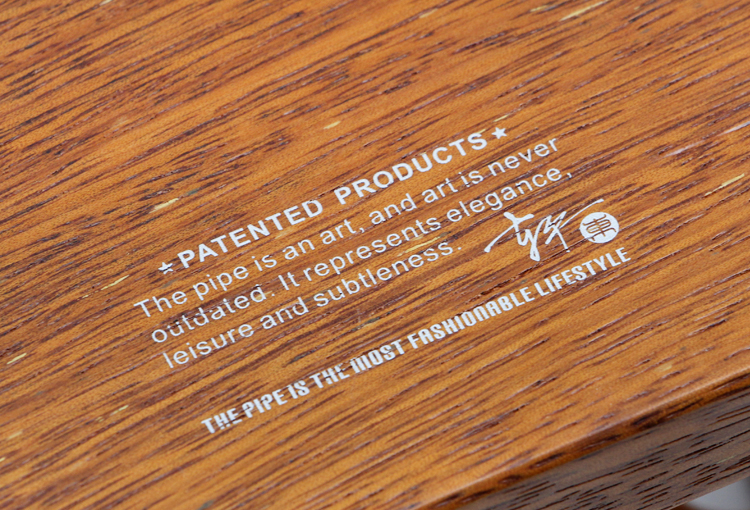 ★PATENTED PRODUCTS★
The pipe is an art, and art is never
outdated. It represents elegance,
leisure and subtleness.
THE PIPE IS THE MOST FASHIONABLE LIFESTYLE